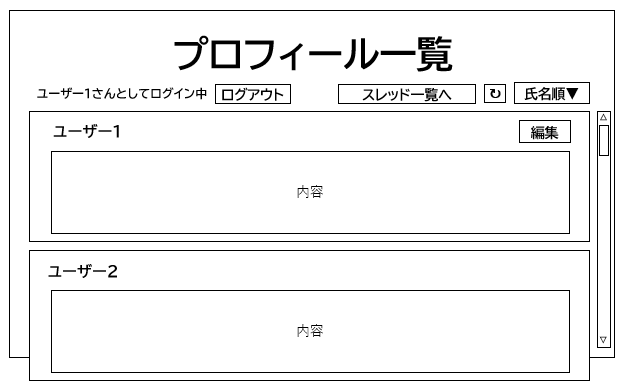 プロフィール一覧
ユーザー1さんとしてログイン中 ログアウト スレッド一覧へ ↻ 氏名順▼
ユーザー1 編集
内容
ユーザー2
内容